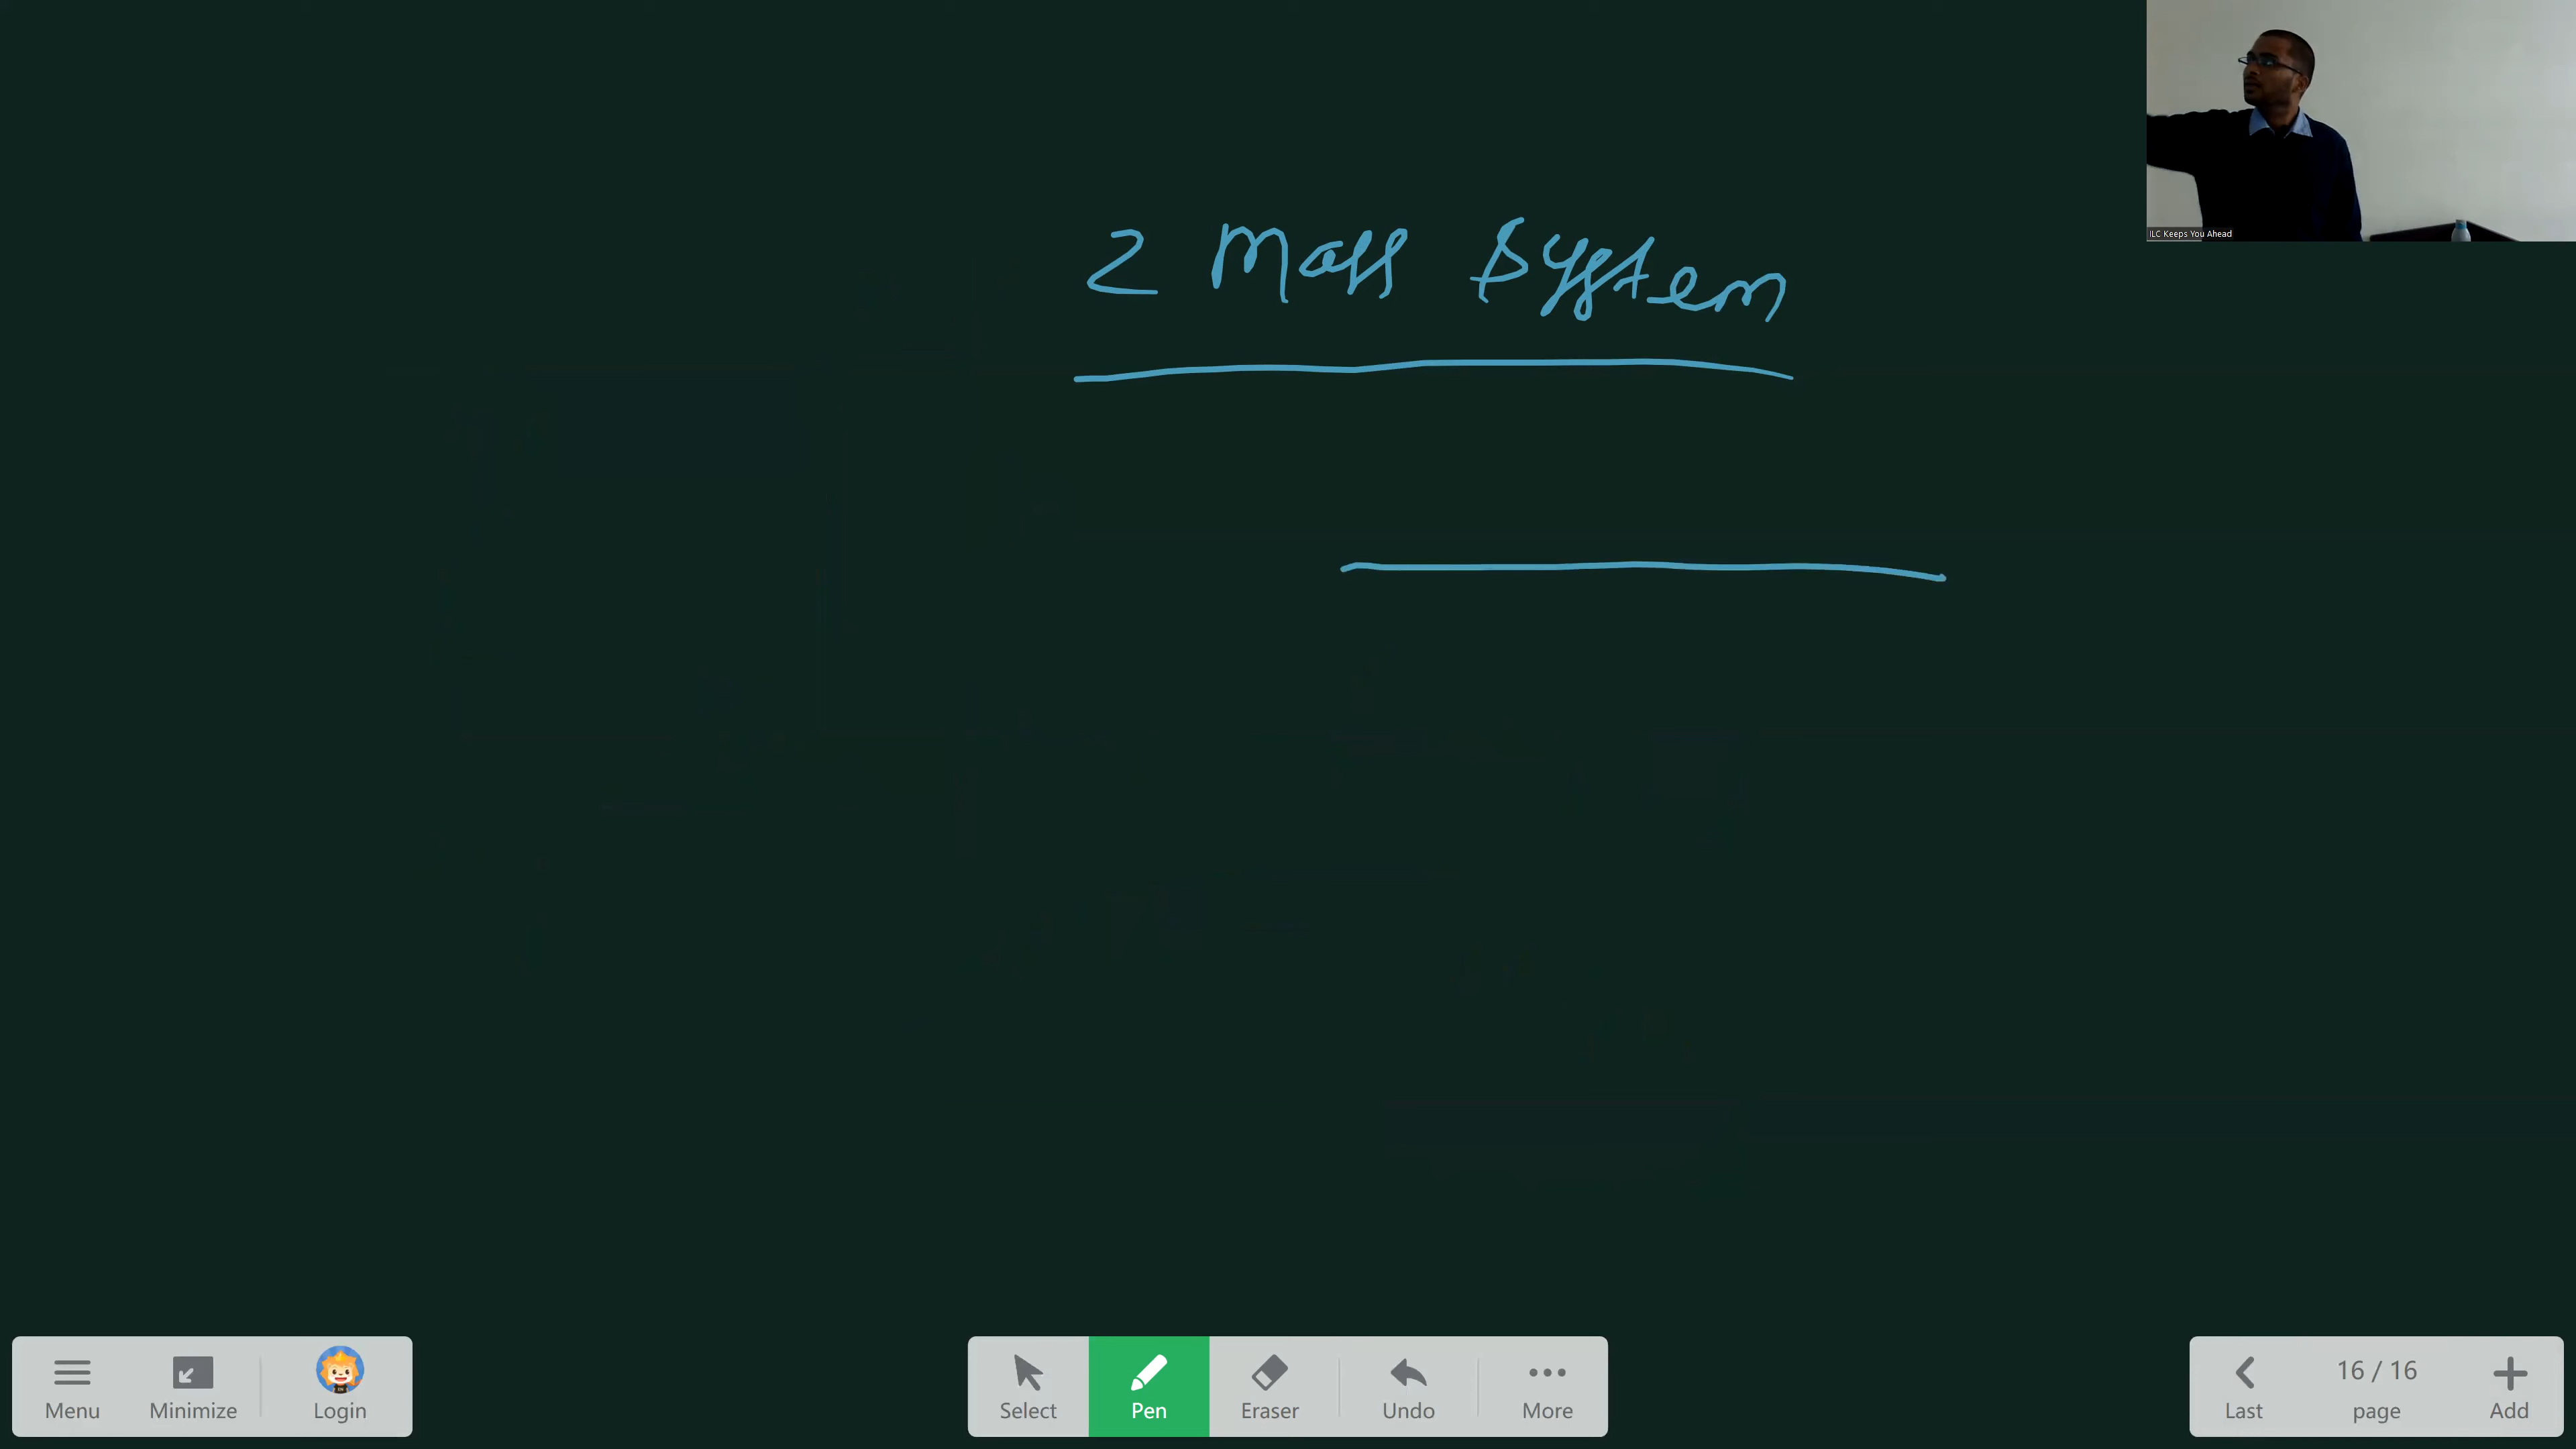 2 Mass System
ILC Keeps You Ahead
Menu
Minimize
Login
Select
Pen
Eraser
Undo
More
Last
16 / 16
page
Add